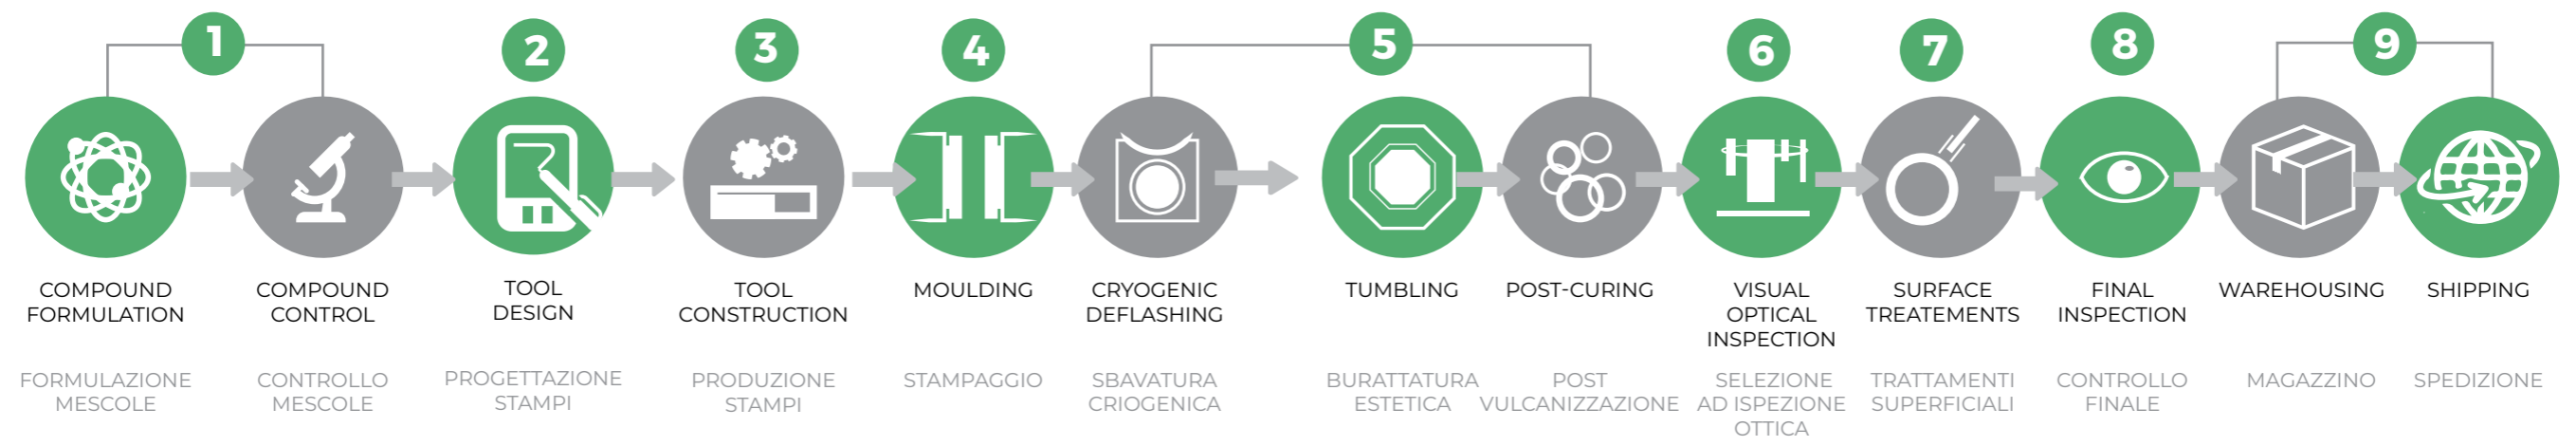 1
2
3
4
5
6
7
8
9
COMPOUND
FORMULATION
COMPOUND
CONTROL
TOOL
DESIGN
TOOL
CONSTRUCTION
MOULDING
CRYOGENIC
DEFLASHING
TUMBLING
POST-CURING
VISUAL
OPTICAL
INSPECTION
SURFACE
TREATEMENTS
FINAL
INSPECTION
WAREHOUSING
SHIPPING
FORMULAZIONE
MESCOLE
CONTROLLO
MESCOLE
PROGETTAZIONE
STAMPI
PRODUZIONE
STAMPI
STAMPAGGIO
SBAVATURA
CRIOGENICA
BURATTATURA
ESTETICA
POST
VULCANIZZAZIONE
SELEZIONE
AD ISPEZIONE
OTTICA
TRATTAMENTI
SUPERFICIALI
CONTROLLO
FINALE
MAGAZZINO
SPEDIZIONE